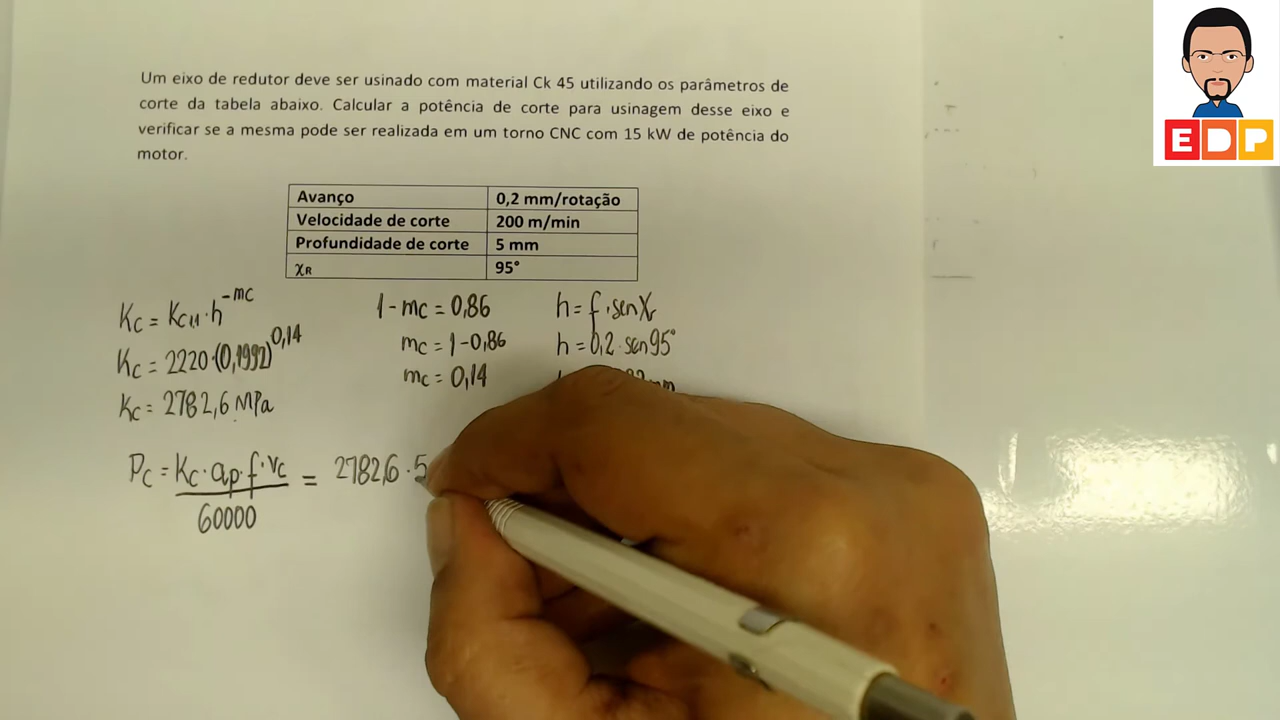 Um eixo de redutor deve ser usinado com material Ck 45 utilizando os parâmetros de
corte da tabela abaixo. Calcular a potência de corte para usinagem desse eixo e
verificar se a mesma pode ser realizada em um torno CNC com 15 kW de potência do
motor.
Avanço 0,2 mm/rotação
Velocidade de corte 200 m/min
Profundidade de corte 5 mm
χR 95°
Kc = Kc11 · h^-mc
Kc = 2220 · (0,1992)^0,14
Kc = 2782,6 MPa
1 - mc = 0,86
mc = 1 - 0,86
mc = 0,14
h = f · sen Xr
h = 0,2 · sen 95°
mm
Pc = Kc · ap · f · vc = 2782,6 · 5
60000
EDP